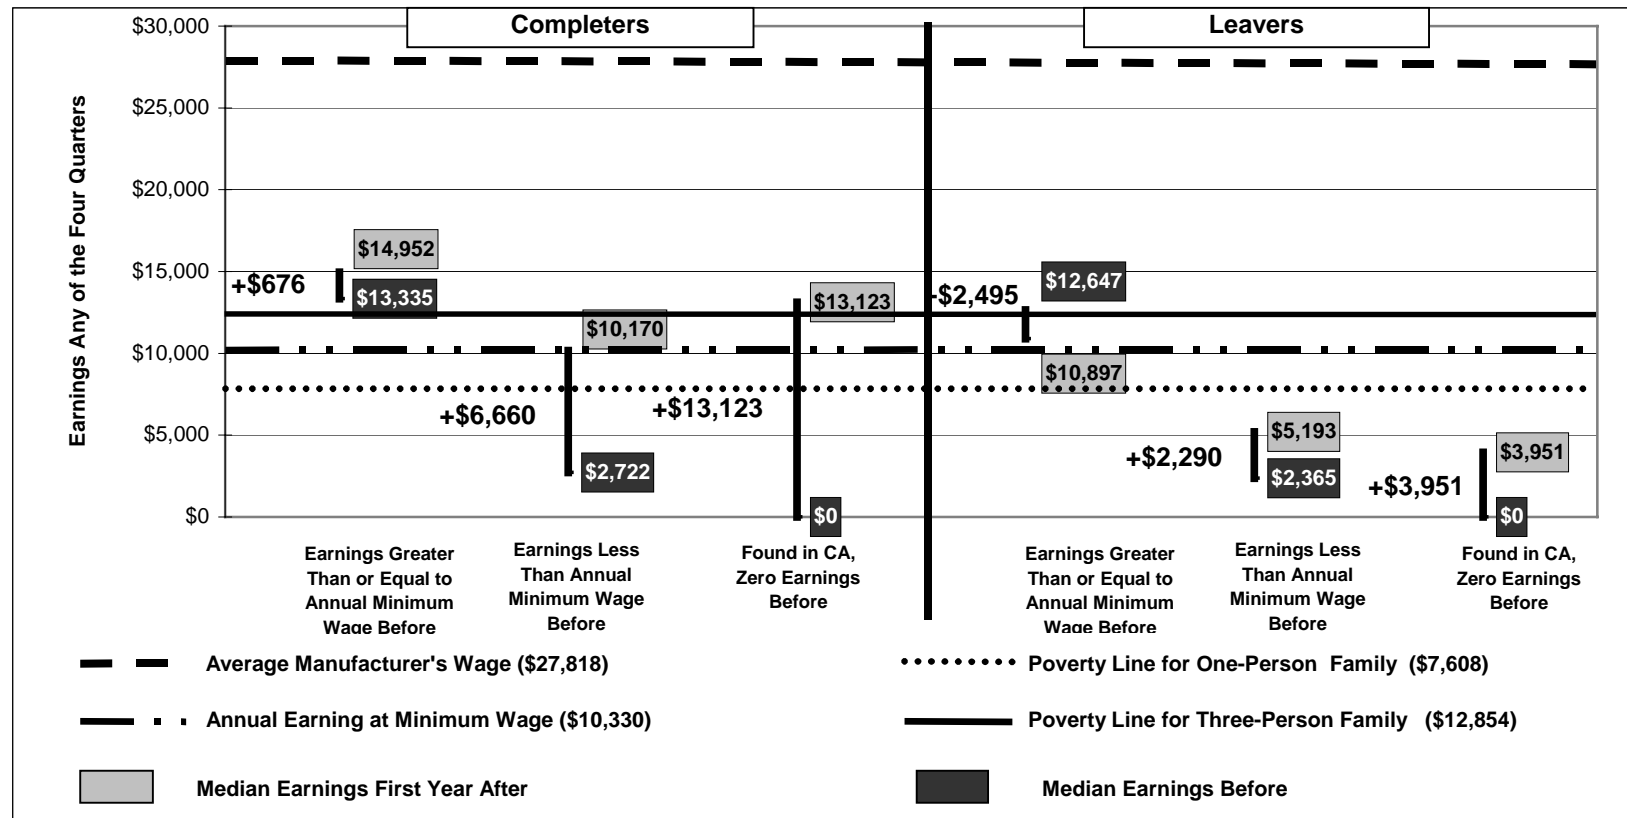 Completers
Leavers
Earnings Any of the Four Quarters
$30,000
$25,000
$20,000
$15,000
$10,000
$5,000
$0
+$676
$14,952
$13,335
+$6,660
$10,170
$2,722
+$13,123
$13,123
$0
-$2,495
$12,647
$10,897
+$2,290
$5,193
$2,365
+$3,951
$3,951
$0
Earnings Greater
Than or Equal to
Annual Minimum
Wage Before
Earnings Less
Than Annual
Minimum Wage
Before
Found in CA,
Zero Earnings
Before
Earnings Greater
Than or Equal to
Annual Minimum
Wage Before
Earnings Less
Than Annual
Minimum Wage
Before
Found in CA,
Zero Earnings
Before
Average Manufacturer's Wage ($27,818)
Poverty Line for One-Person Family ($7,608)
Annual Earning at Minimum Wage ($10,330)
Poverty Line for Three-Person Family ($12,854)
Median Earnings First Year After
Median Earnings Before